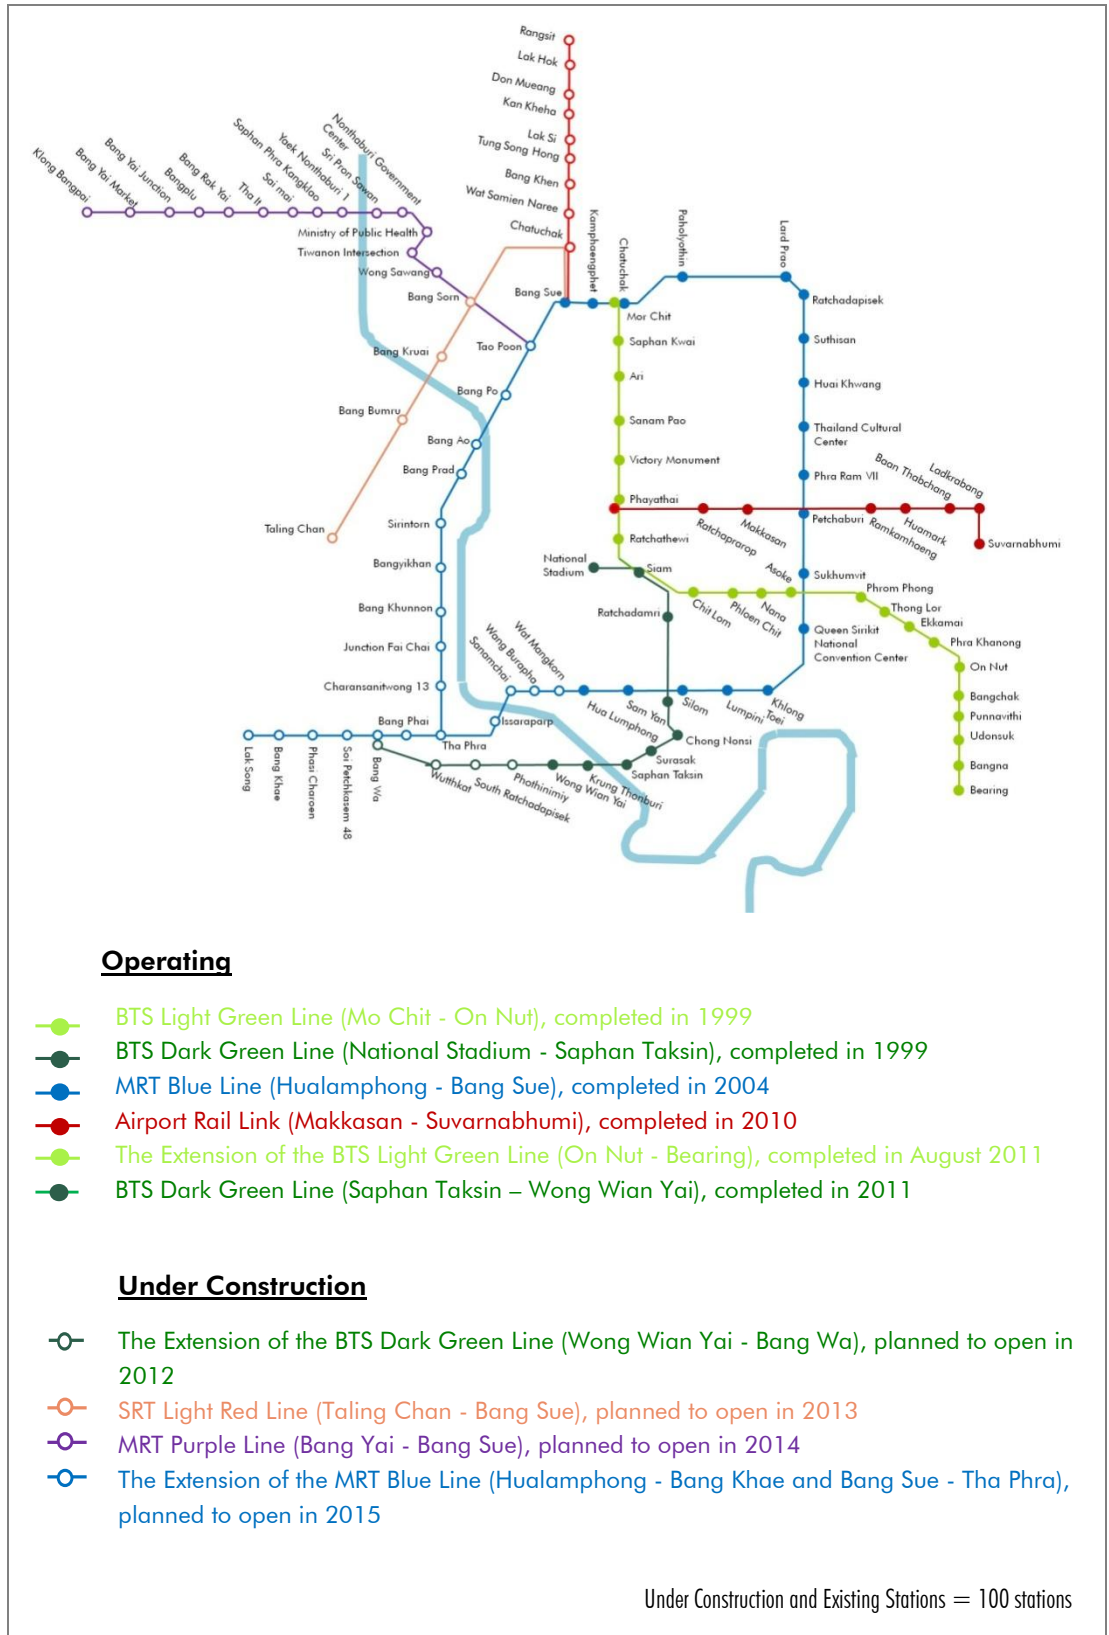 Rangsit
Lak Hok
Don Mueang
Kan Kheha
Lak Si
Tung Song Hong
Bang Khen
Wat Samien Naree
Chatuchak
Klong Bangpai
Bang Yai Market
Bang Yai Junction
Bangplu
Bang Rak Yai
Tha It
Sai mai
Saphan Phra Kangklao
Yaek Nonthaburi 1
Sri Pron Sawan
Nonthaburi Government
Center
Ministry of Public Health
Tiwanon Intersection
Wong Sawang
Bang Sorn
Bang Sue
Kamphaengphet
Chatuchak
Mor Chit
Paholyothin
Lard Prao
Ratchadapisek
Suthisan
Huai Khwang
Thailand Cultural
Center
Phra Ram VII
Petchaburi
Sukhumvit
Queen Sirikit
National
Convention Center
Saphan Kwai
Ari
Sanam Pao
Victory Monument
Phayathai
Ratchathewi
National
Stadium
Siam
Ratchadamri
Ratchaprarop
Makkasan
Ramkamhaeng
Huamark
Baan Thabchang
Ladkrabang
Suvarnabhumi
Chit Lom
Phloen Chit
Nana
Asoke
Phrom Phong
Thong Lor
Ekkamai
Phra Khanong
On Nut
Bangchak
Punnavithi
Udonsuk
Bangna
Bearing
Bang Kruai
Bang Bumru
Taling Chan
Tao Poon
Bang Po
Bang Ao
Bang Prad
Sirintorn
Bangyikhan
Bang Khunnon
Junction Fai Chai
Charansanitwong 13
Bang Phai
Tha Phra
Issaraparp
Sanamchai
Wang Burapha
Wat Mangkorn
Hua Lumphong
Sam Yan
Silom
Lumpini
Khlong
Toei
Chong Nonsi
Surasak
Saphan Taksin
Krung Thonburi
Wong Wian Yai
Phothinimiy
South Ratchadapisek
Wutthkat
Bang Wa
Soi Petchkasem 48
Phasi Charoen
Bang Khae
Lak Song
Operating
BTS Light Green Line (Mo Chit - On Nut), completed in 1999
BTS Dark Green Line (National Stadium - Saphan Taksin), completed in 1999
MRT Blue Line (Hualamphong - Bang Sue), completed in 2004
Airport Rail Link (Makkasan - Suvarnabhumi), completed in 2010
The Extension of the BTS Light Green Line (On Nut - Bearing), completed in August 2011
BTS Dark Green Line (Saphan Taksin – Wong Wian Yai), completed in 2011
Under Construction
The Extension of the BTS Dark Green Line (Wong Wian Yai - Bang Wa), planned to open in
2012
SRT Light Red Line (Taling Chan - Bang Sue), planned to open in 2013
MRT Purple Line (Bang Yai - Bang Sue), planned to open in 2014
The Extension of the MRT Blue Line (Hualamphong - Bang Khae and Bang Sue - Tha Phra),
planned to open in 2015
Under Construction and Existing Stations = 100 stations